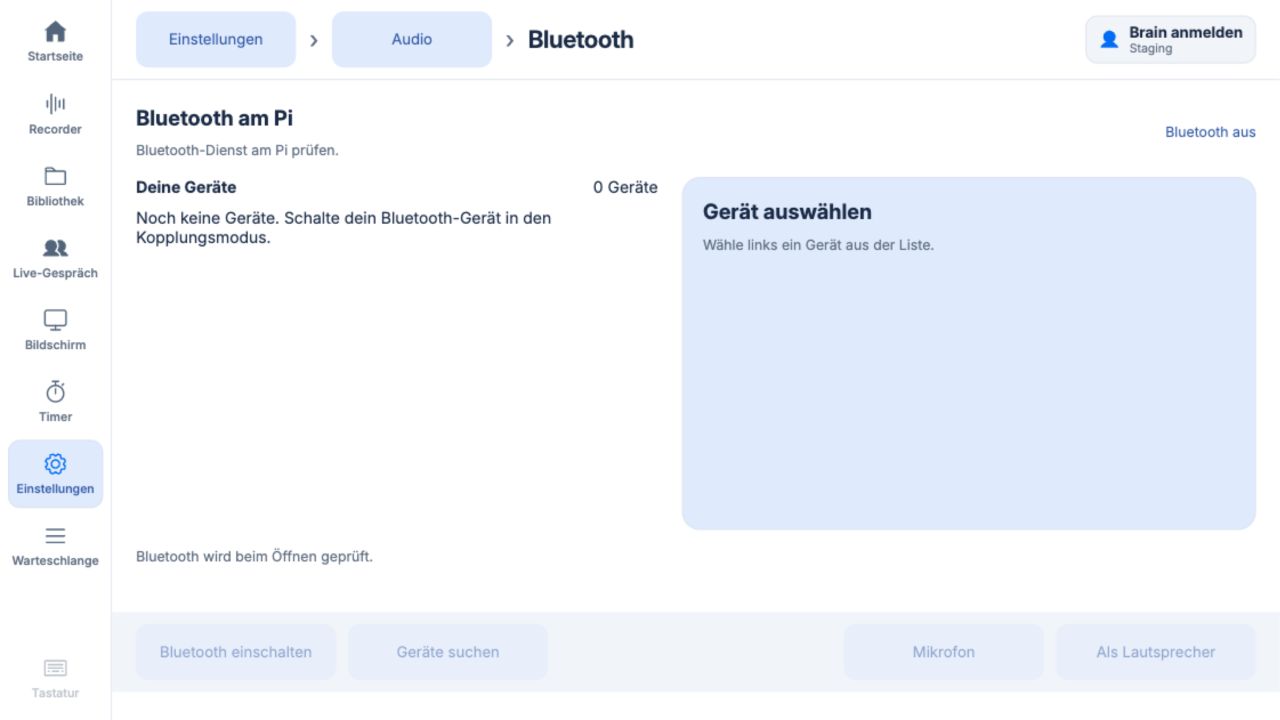 Startseite
Recorder
Bibliothek
Live-Gespräch
Bildschirm
Timer
Einstellungen
Warteschlange
Tastatur
Einstellungen › Audio › Bluetooth
Brain anmelden
Staging
Bluetooth am Pi
Bluetooth-Dienst am Pi prüfen.
Bluetooth aus
Deine Geräte 0 Geräte
Noch keine Geräte. Schalte dein Bluetooth-Gerät in den
Kopplungsmodus.
Gerät auswählen
Wähle links ein Gerät aus der Liste.
Bluetooth wird beim Öffnen geprüft.
Bluetooth einschalten Geräte suchen Mikrofon Als Lautsprecher